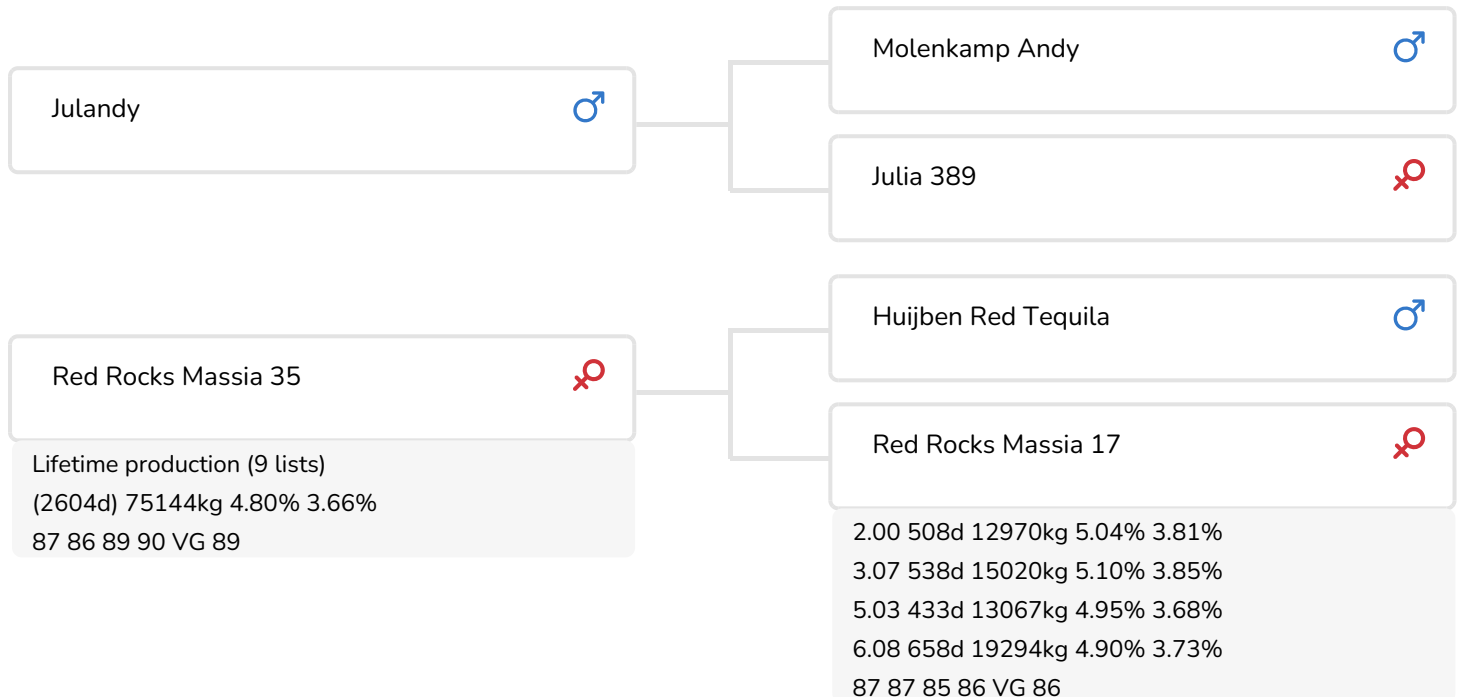 Julandy
Molenkamp Andy
Julia 389
Red Rocks Massia 35
Lifetime production (9 lists)
(2604d) 75144kg 4.80% 3.66%
87 86 89 90 VG 89
Huijben Red Tequila
Red Rocks Massia 17
2.00 508d 12970kg 5.04% 3.81%
3.07 538d 15020kg 5.10% 3.85%
5.03 433d 13067kg 4.95% 3.68%
6.08 658d 19294kg 4.90% 3.73%
87 87 85 86 VG 86